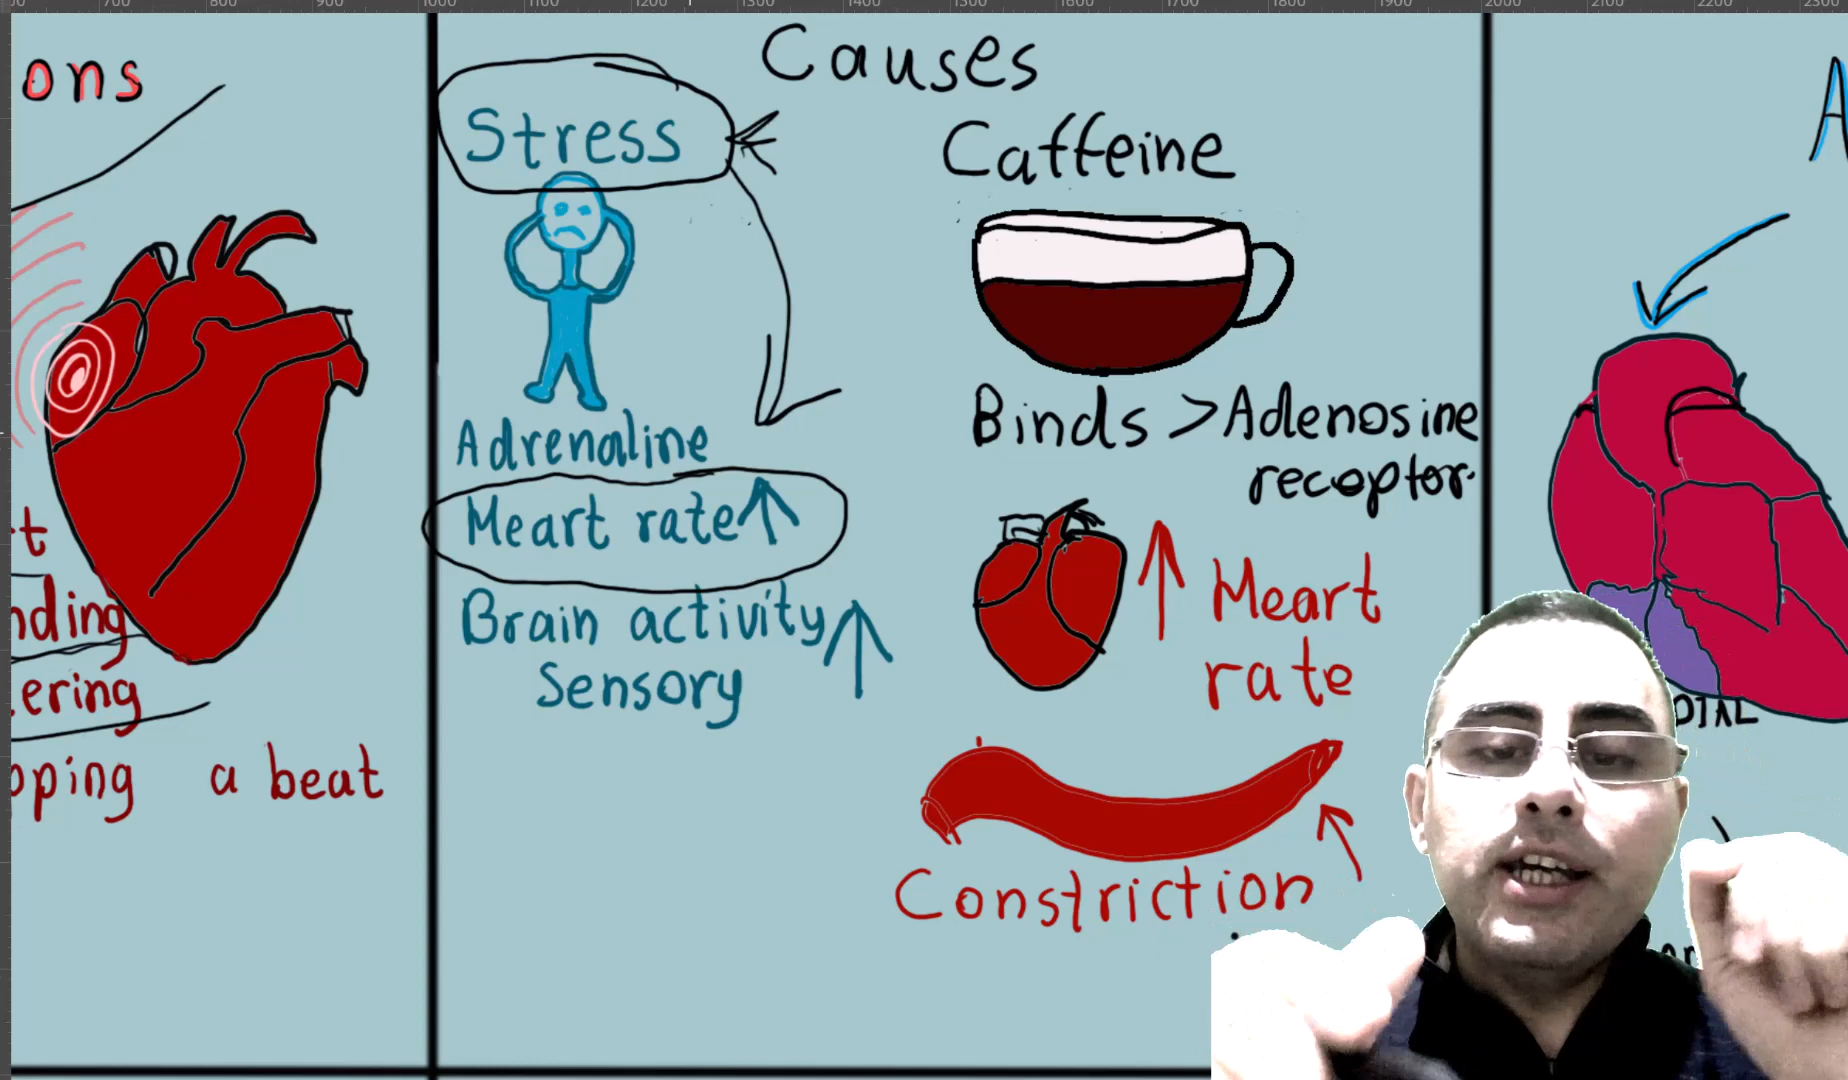 ons
Causes
Stress
Caffeine
Adrenaline
Meart rate
Brain activity
Sensory
Binds > Adenosine
receptor.
Meart
rate
Constriction
nding
ering
pping a beat